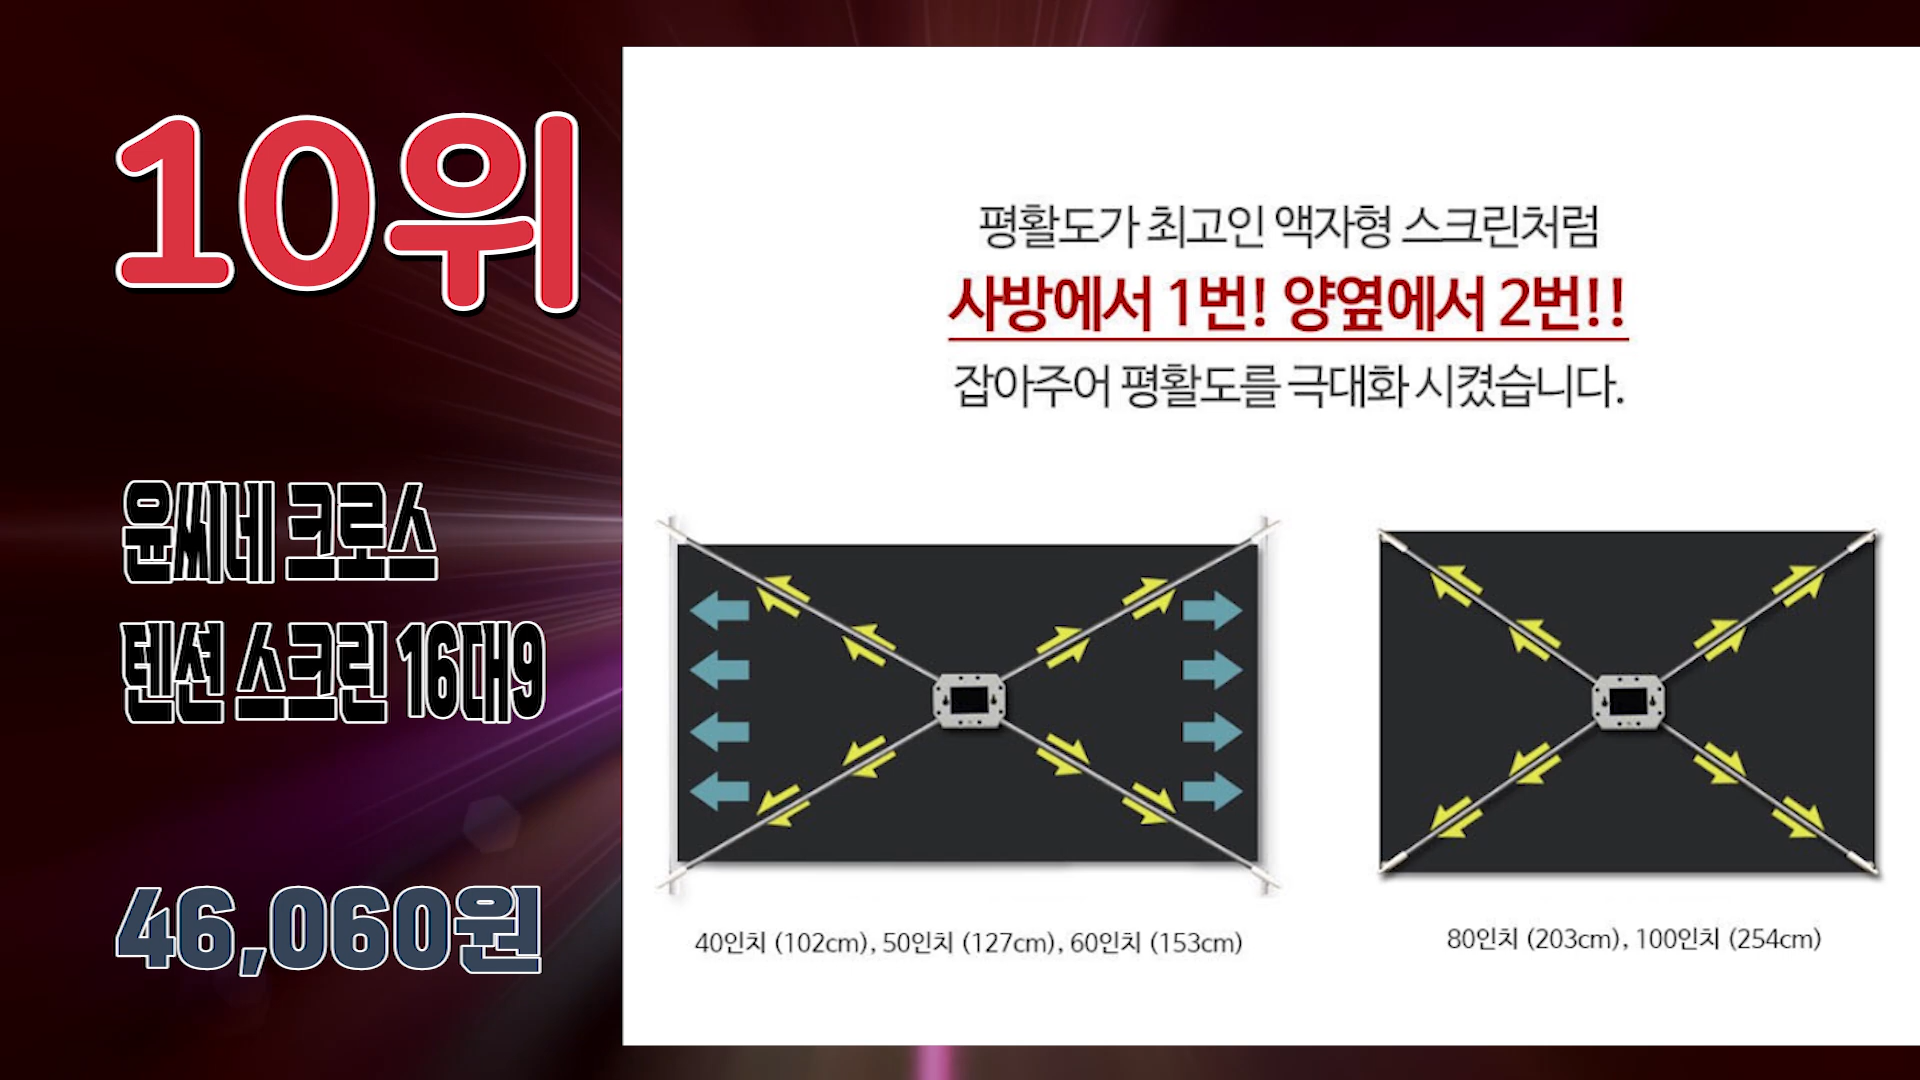 10위
윤씨네 크로스
텐션 스크린 16대9
46,060원
평활도가 최고인 액자형 스크린처럼
사방에서 1번! 양옆에서 2번!!
잡아주어 평활도를 극대화 시켰습니다.
40인치 (102cm), 50인치 (127cm), 60인치 (153cm)
80인치 (203cm), 100인치 (254cm)